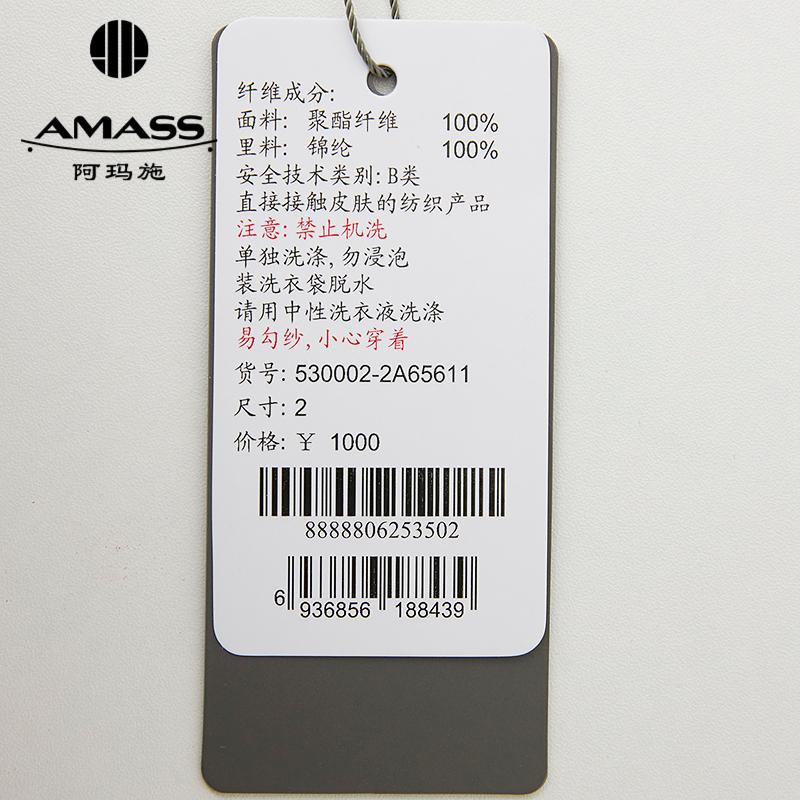 AMASS
阿玛施
纤维成分:
面料: 聚酯纤维 100%
里料: 锦纶 100%
安全技术类别: B类
直接接触皮肤的纺织产品
注意: 禁止机洗
单独洗涤, 勿浸泡
装洗衣袋脱水
请用中性洗衣液洗涤
易勾纱, 小心穿着
货号: 530002-2A65611
尺寸: 2
价格: ￥ 1000
8888806253502
6 936856 188439